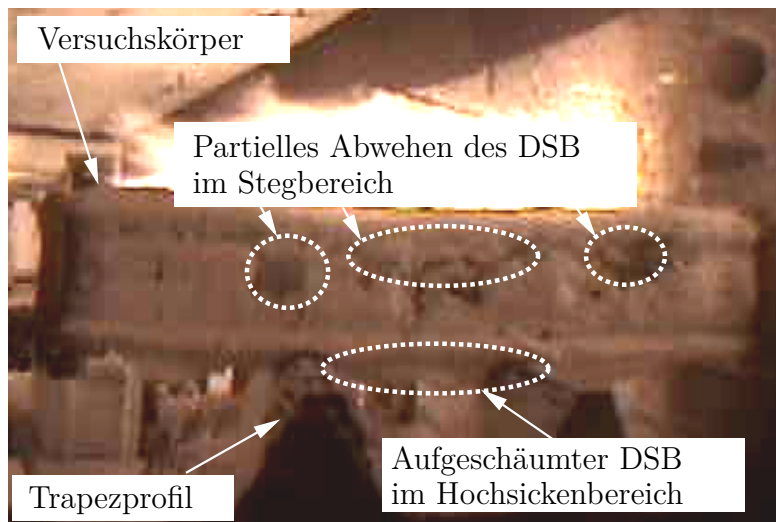 Versuchskörper
Partielles Abwehen des DSB
im Stegbereich
Aufgeschäumter DSB
im Hochsickenbereich
Trapezprofil